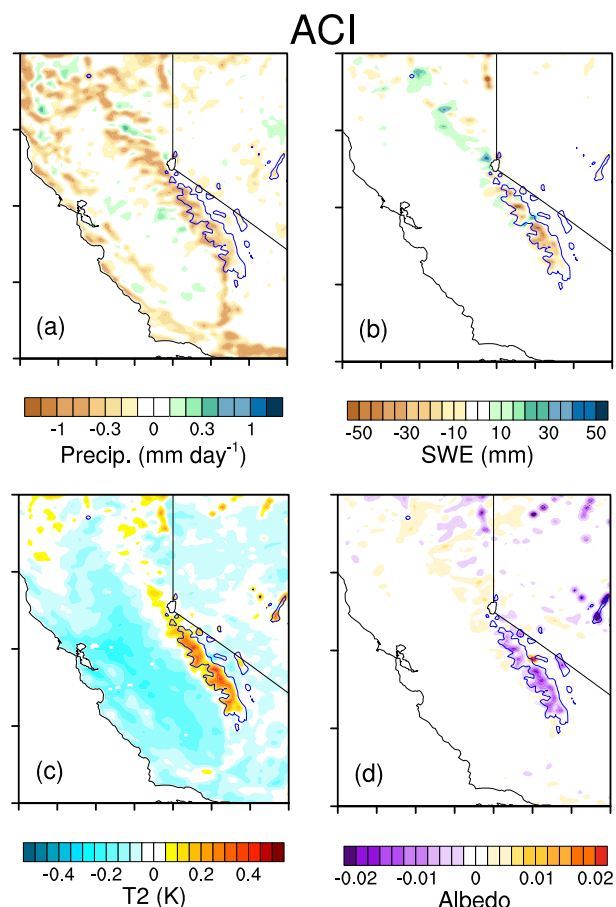 ACI
(a)
(b)
-1 -0.3 0 0.3 1
Precip. (mm day-1)
-50 -30 -10 10 30 50
SWE (mm)
(c)
(d)
-0.4 -0.2 0 0.2 0.4
T2 (K)
-0.02 -0.01 0 0.01 0.02
Albedo